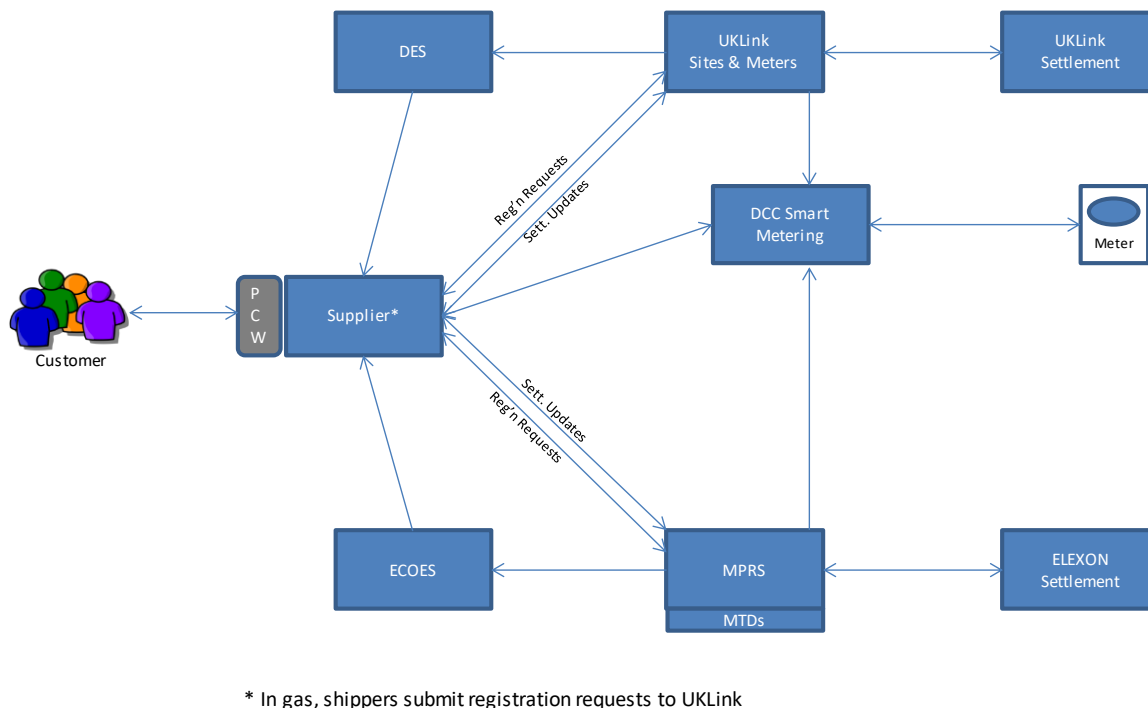 DES
UKLink
Sites & Meters
UKLink
Settlement
Reg'n Requests
Sett. Updates
DCC Smart
Metering
Meter
P
C
W
Supplier*
Customer
Sett. Updates
Reg'n Requests
ECOES
MPRS
MTDs
ELEXON
Settlement
* In gas, shippers submit registration requests to UKLink